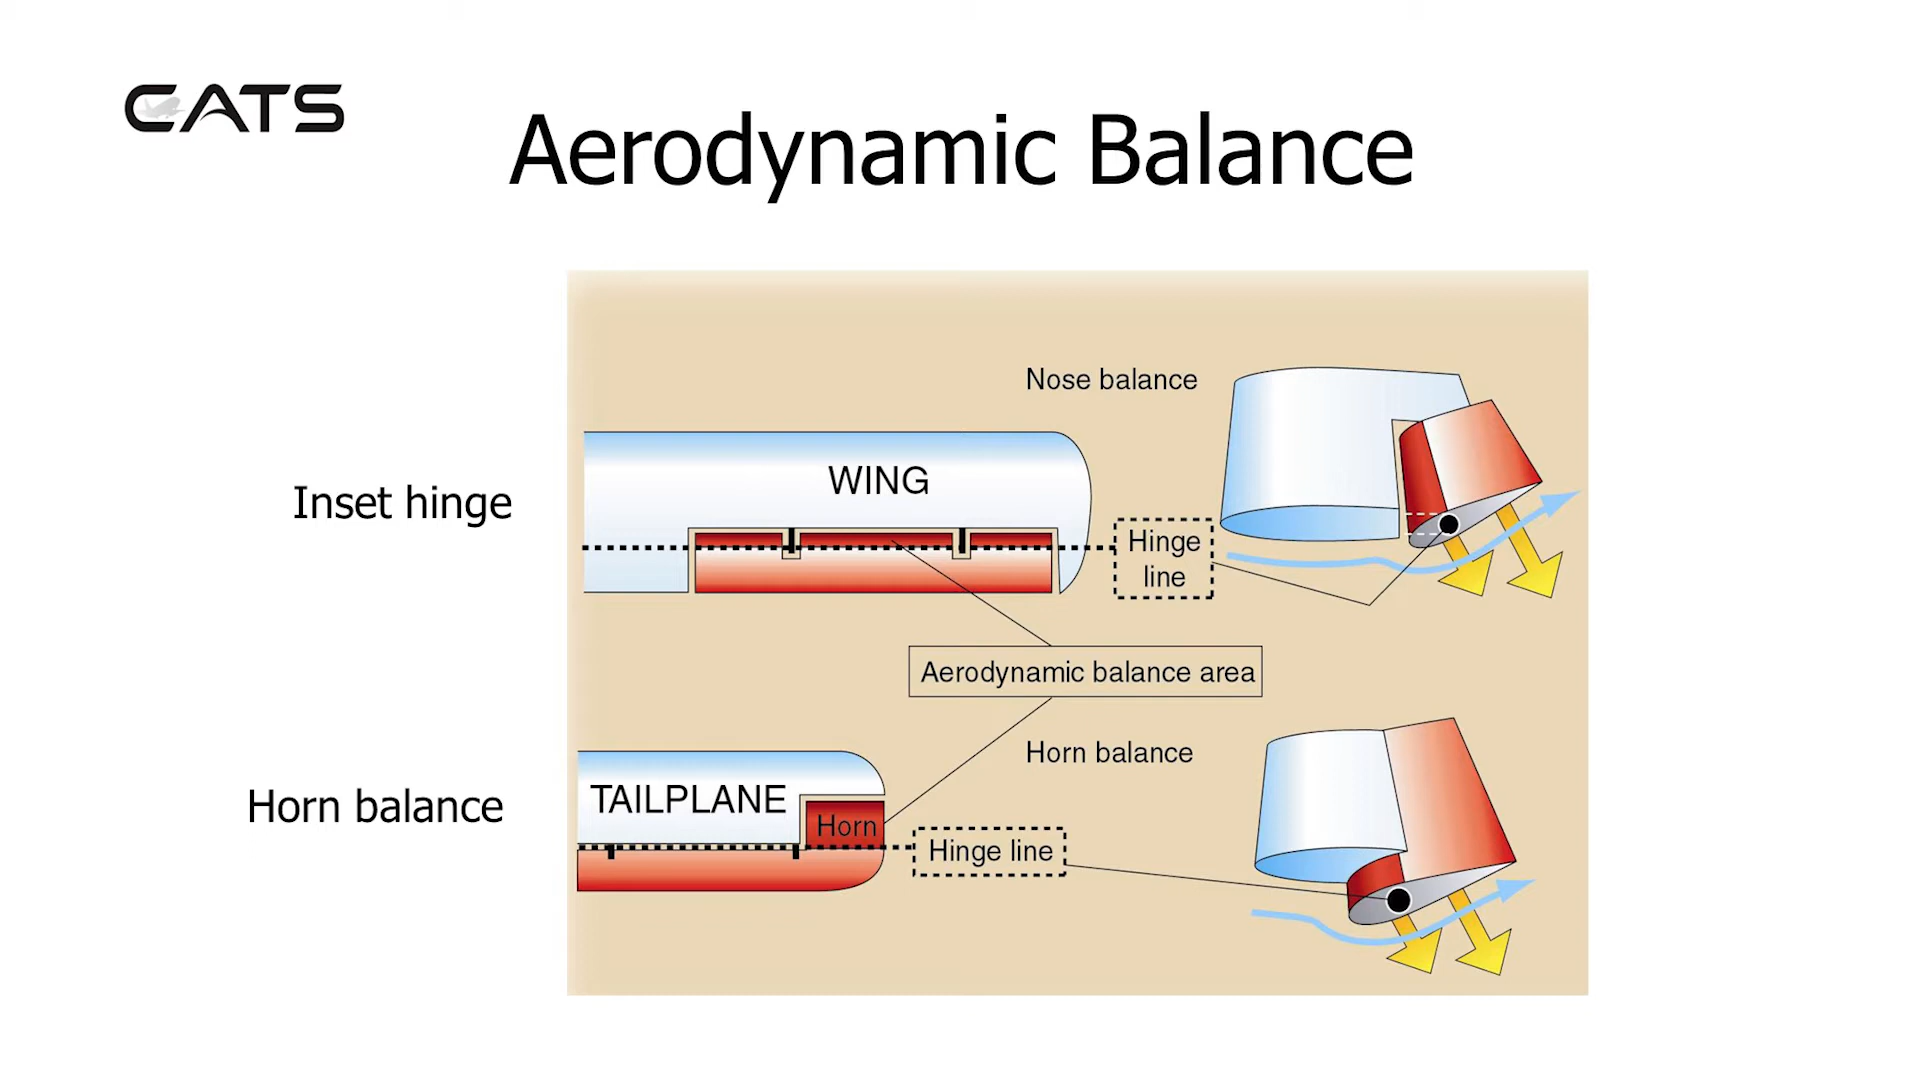 CATS
Aerodynamic Balance
Nose balance
Inset hinge
WING
Hinge
line
Aerodynamic balance area
Horn balance
Horn balance
TAILPLANE
Horn
Hinge line